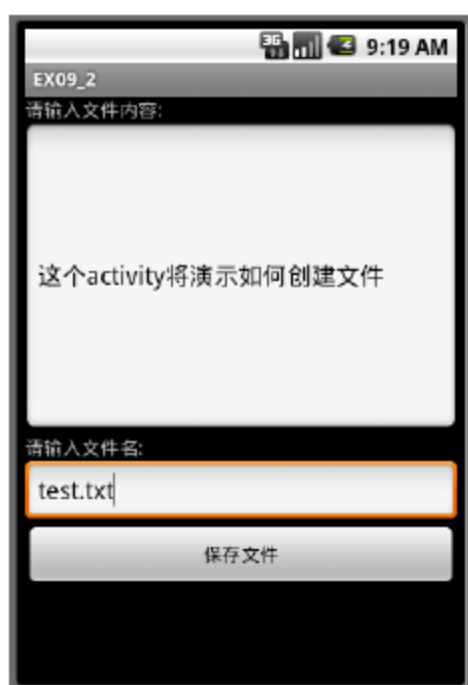 3G
9:19 AM
EX09_2
请输入文件内容:
这个activity将演示如何创建文件
请输入文件名:
test.txt
保存文件